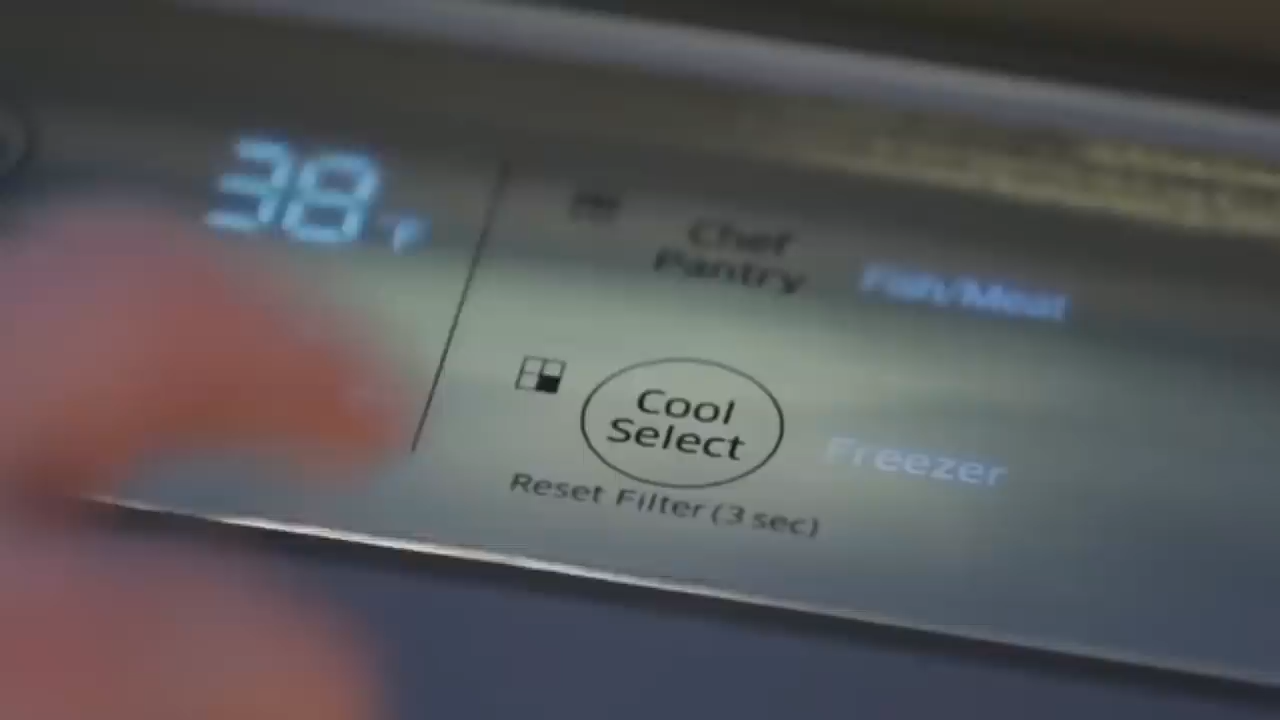 38 °F
Chef
Pantry
Fish/Meat
Cool
Select
Freezer
Reset Filter (3 sec)